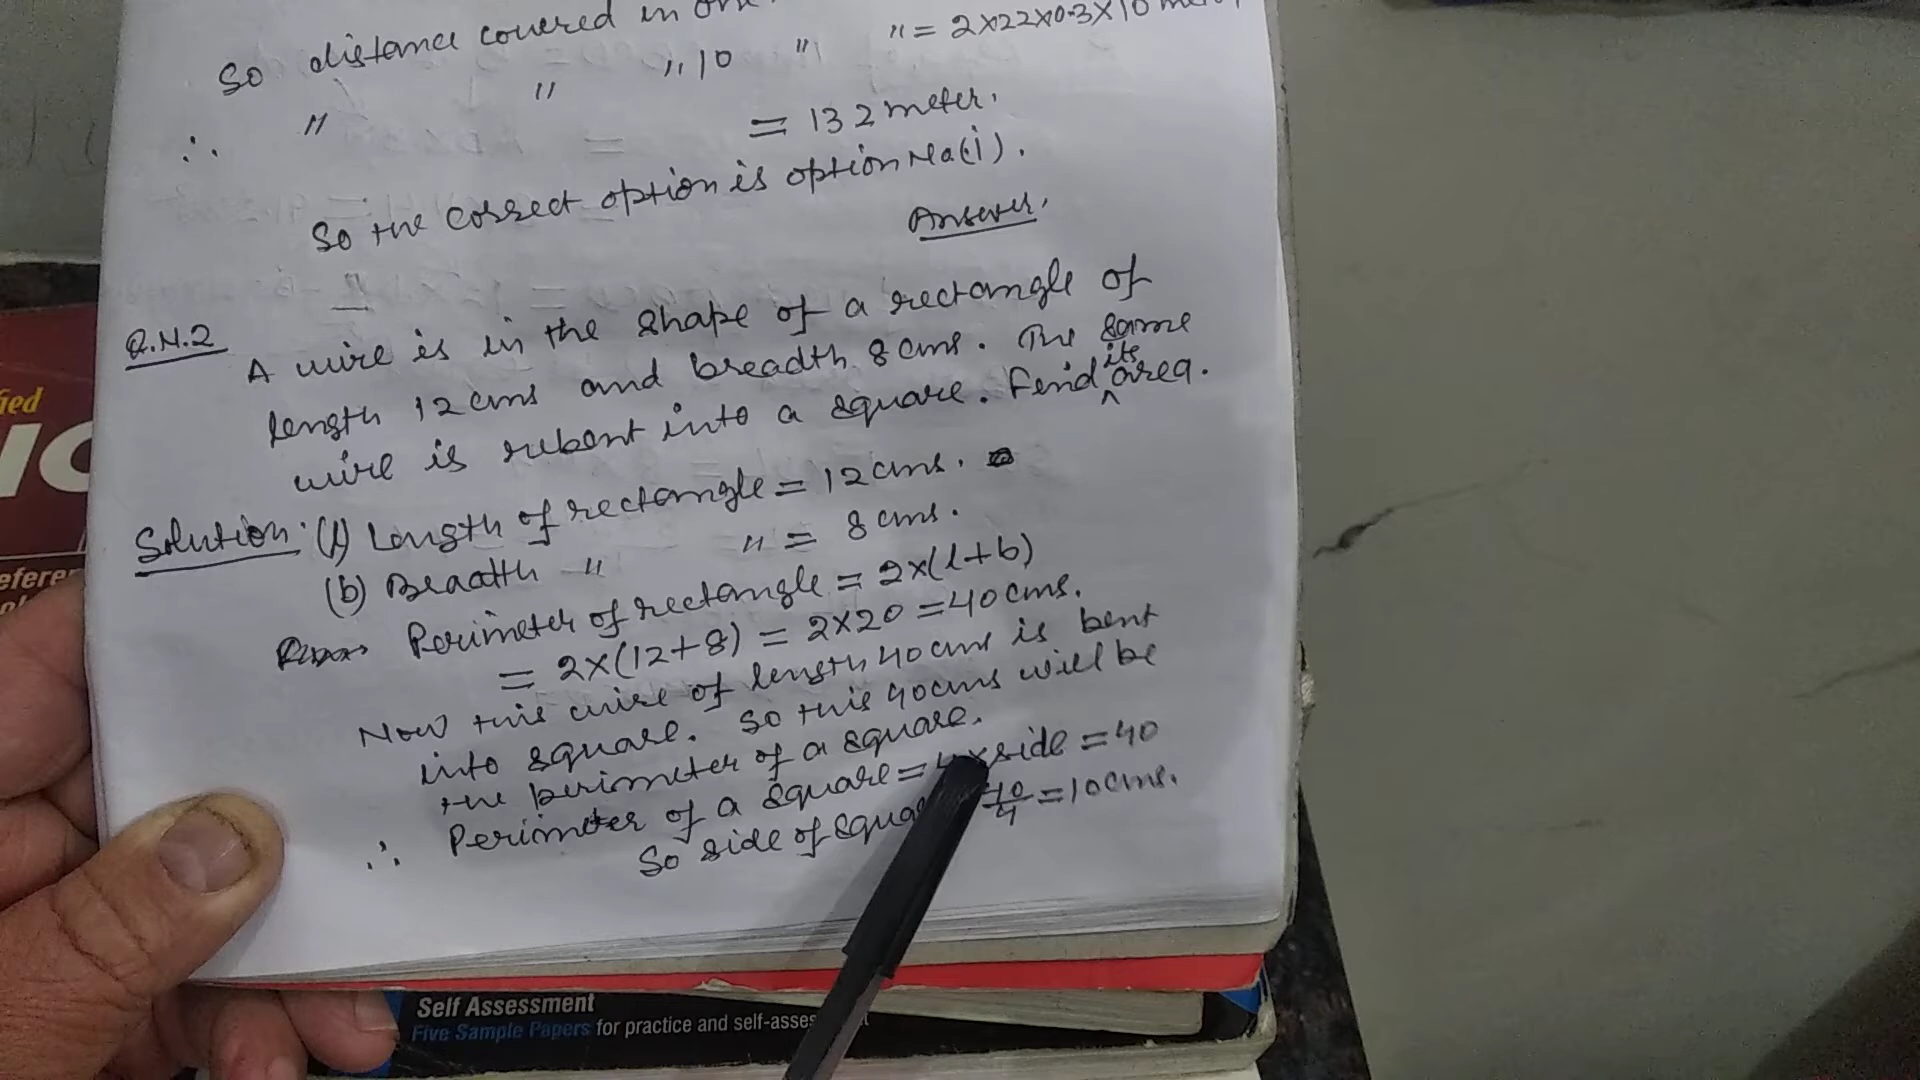 So distance covered in one
∴ " " " 10 " " = 2×22×0.3×10
= 132 meter.
So the correct option is option No (i).
Answer.
Q.N.2 A wire is in the shape of a rectangle of
length 12 cms and breadth 8 cms. The same
wire is rebent into a square. Find its area.
Solution: (l) Length of rectangle = 12 cms.
(b) Breadth " " = 8 cms.
Perimeter of rectangle = 2×(l+b)
= 2×(12+8) = 2×20 = 40 cms.
Now this wire of length 40 cms is bent
into square. So this 40 cms will be
the perimeter of a square.
∴ Perimeter of a square = 4×side = 40
So side of squa 40/4 = 10 cms.
ied
IC
efere
Self Assessment
Five Sample Papers for practice and self-asses